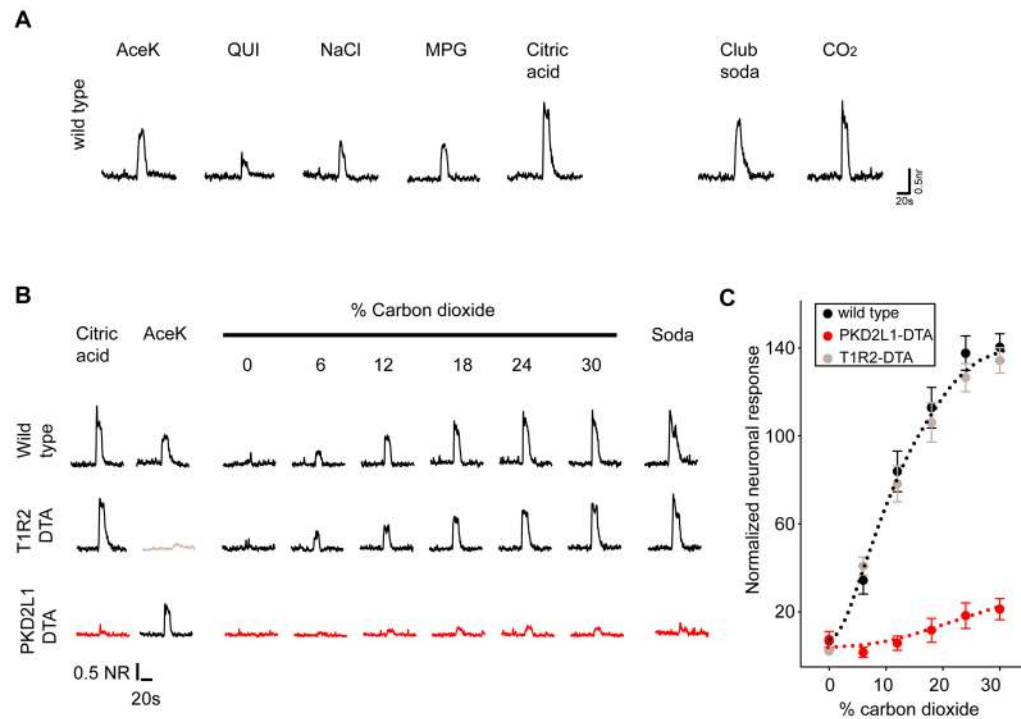 A
AceK QUI NaCl MPG Citric acid Club soda CO2
wild type
0.5nr
20s
B
% Carbon dioxide
Citric acid AceK Soda
0 6 12 18 24 30
Wild type
T1R2 DTA
PKD2L1 DTA
0.5 NR
20s
C
wild type
PKD2L1-DTA
T1R2-DTA
Normalized neuronal response
140
100
60
20
0 10 20 30
% carbon dioxide